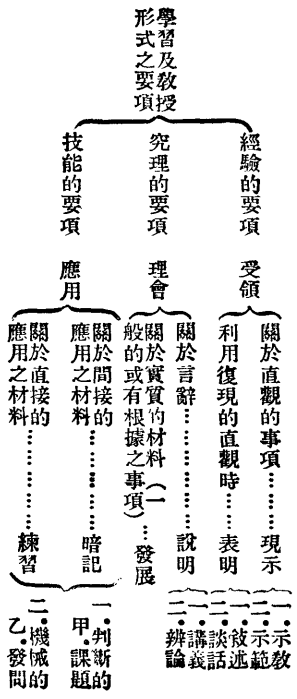 學習及敎授
形式之要項
經驗的要項 受領
關於直觀的事項………現示
一.示敎
二.示範
利用復現的直觀時…表明
一.敍述
二.談話
究理的要項 理會
關於言辭………說明
一.講義
二.辨論
關於實質的材料（一
般的或有根據之事項）…發展
技能的要項 應用
關於間接的
應用之材料………暗記
關於直接的
應用之材料………練習
一.判斷的
甲.課題
二.機械的
乙.發問